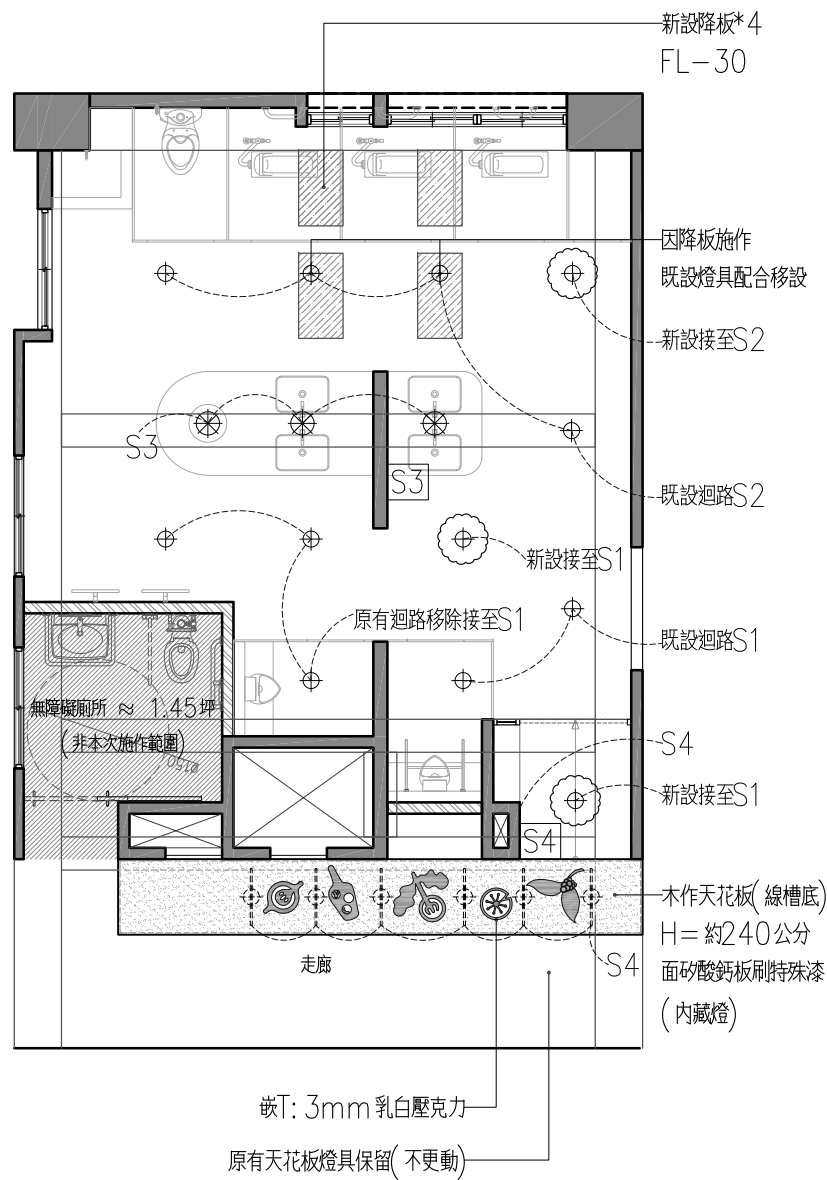 新設降板*4
FL-30
因降板施作
既設燈具配合移設
新設接至S2
S3
S3
既設迴路S2
新設接至S1
原有迴路移除接至S1
既設迴路S1
無障礙廁所 ≈ 1.45坪
(非本次施作範圍)
ø150
S4
新設接至S1
S4
木作天花板(線槽底)
H=約240公分
面矽酸鈣板刷特殊漆
(內藏燈)
S4
走廊
嵌T: 3mm乳白壓克力
原有天花板燈具保留(不更動)